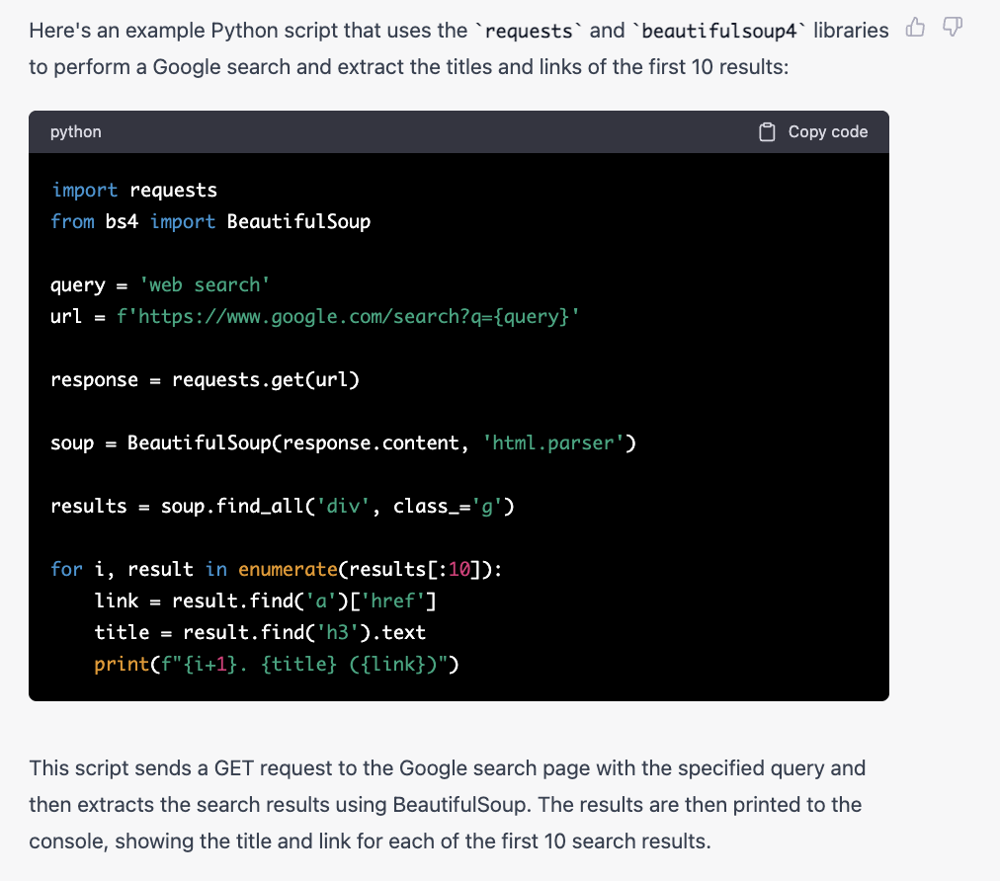 Here's an example Python script that uses the `requests` and `beautifulsoup4` libraries
to perform a Google search and extract the titles and links of the first 10 results:
python
Copy code
import requests
from bs4 import BeautifulSoup
query = 'web search'
url = f'https://www.google.com/search?q={query}'
response = requests.get(url)
soup = BeautifulSoup(response.content, 'html.parser')
results = soup.find_all('div', class_='g')
for i, result in enumerate(results[:10]):
    link = result.find('a')['href']
    title = result.find('h3').text
    print(f"{i+1}. {title} ({link})")
This script sends a GET request to the Google search page with the specified query and
then extracts the search results using BeautifulSoup. The results are then printed to the
console, showing the title and link for each of the first 10 search results.